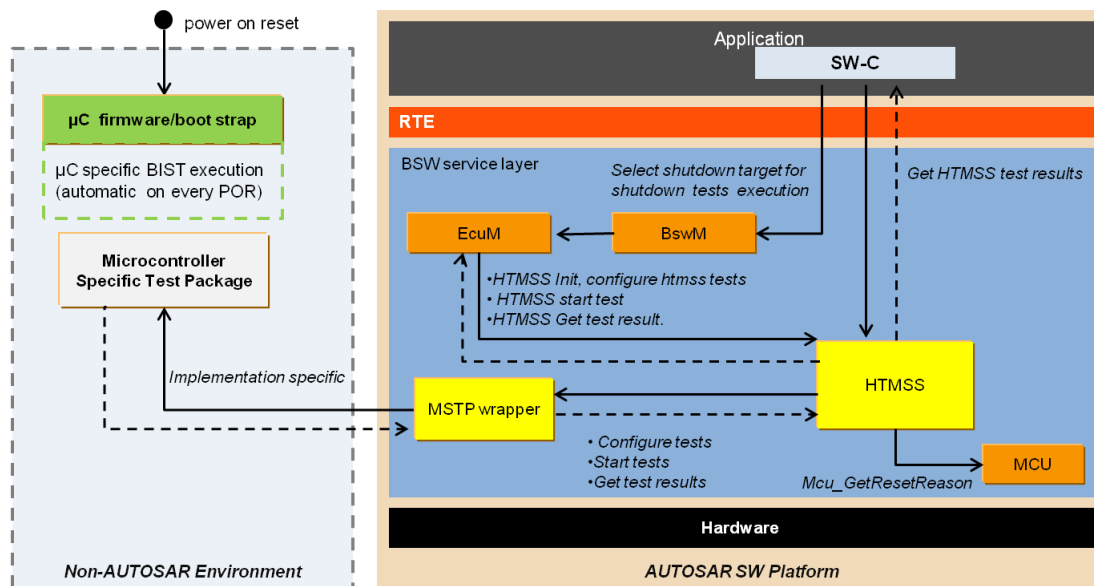 power on reset
µC firmware/boot strap
µC specific BIST execution
(automatic on every POR)
Microcontroller
Specific Test Package
Implementation specific
Non-AUTOSAR Environment
Application
SW-C
RTE
BSW service layer
Select shutdown target for
shutdown tests execution
Get HTMSS test results
EcuM
BswM
•HTMSS Init, configure htmss tests
• HTMSS start test
•HTMSS Get test result.
HTMSS
MSTP wrapper
• Configure tests
•Start tests
•Get test results
MCU
Mcu_GetResetReason
Hardware
AUTOSAR SW Platform